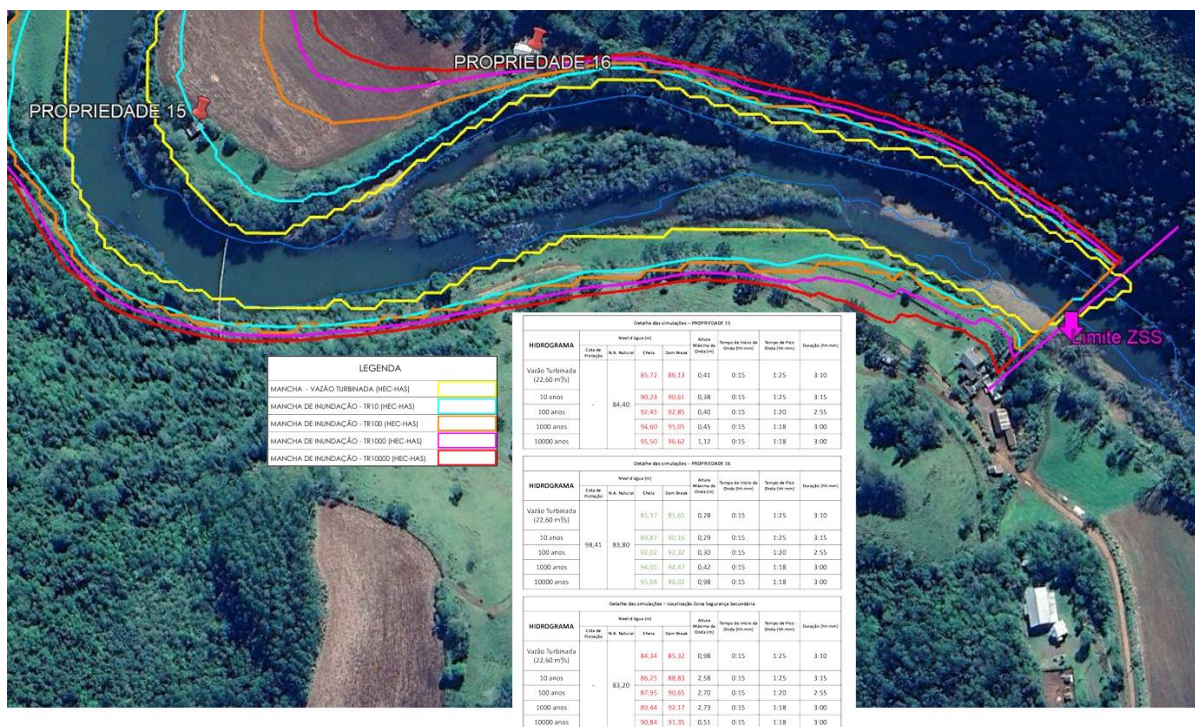 PROPRIEDADE 16
PROPRIEDADE 15
Limite ZSS
LEGENDA
MANCHA - VAZÃO TURBINADA (HEC-HAS)
MANCHA DE INUNDAÇÃO - TR10 (HEC-HAS)
MANCHA DE INUNDAÇÃO - TR100 (HEC-HAS)
MANCHA DE INUNDAÇÃO - TR1000 (HEC-HAS)
MANCHA DE INUNDAÇÃO - TR10000 (HEC-HAS)
Detalhe das simulações – PROPRIEDADE 15
HIDROGRAMA Cota de Proteção Nível d'água (m) N.A. Natural Cheia Dam Break Altura Máxima da Onda (m) Tempo de Início da Onda (hh:mm) Tempo de Pico Onda (hh:mm) Duração (hh:mm)
Vazão Turbinada (22,60 m³/s) - 84,40 85,72 86,13 0,41 0:15 1:25 3:10
10 anos 90,23 90,61 0,38 0:15 1:25 3:15
100 anos 92,45 92,85 0,40 0:15 1:20 2:55
1000 anos 94,60 95,05 0,45 0:15 1:18 3:00
10000 anos 95,50 96,62 1,12 0:15 1:18 3:00
Detalhe das simulações – PROPRIEDADE 16
HIDROGRAMA Cota de Proteção Nível d'água (m) N.A. Natural Cheia Dam Break Altura Máxima da Onda (m) Tempo de Início da Onda (hh:mm) Tempo de Pico Onda (hh:mm) Duração (hh:mm)
Vazão Turbinada (22,60 m³/s) 98,41 83,80 85,37 85,65 0,28 0:15 1:25 3:10
10 anos 89,87 90,16 0,29 0:15 1:25 3:15
100 anos 92,02 92,32 0,30 0:15 1:20 2:55
1000 anos 94,05 94,47 0,42 0:15 1:18 3:00
10000 anos 95,04 96,02 0,98 0:15 1:18 3:00
Detalhe das simulações – Localização Zona Segurança Secundária
HIDROGRAMA Cota de Proteção Nível d'água (m) N.A. Natural Cheia Dam Break Altura Máxima da Onda (m) Tempo de Início da Onda (hh:mm) Tempo de Pico Onda (hh:mm) Duração (hh:mm)
Vazão Turbinada (22,60 m³/s) - 83,20 84,34 85,32 0,98 0:15 1:25 3:10
10 anos 86,25 88,83 2,58 0:15 1:25 3:15
100 anos 87,95 90,65 2,70 0:15 1:20 2:55
1000 anos 89,44 92,17 2,73 0:15 1:18 3:00
10000 anos 90,84 91,35 0,51 0:15 1:18 3:00